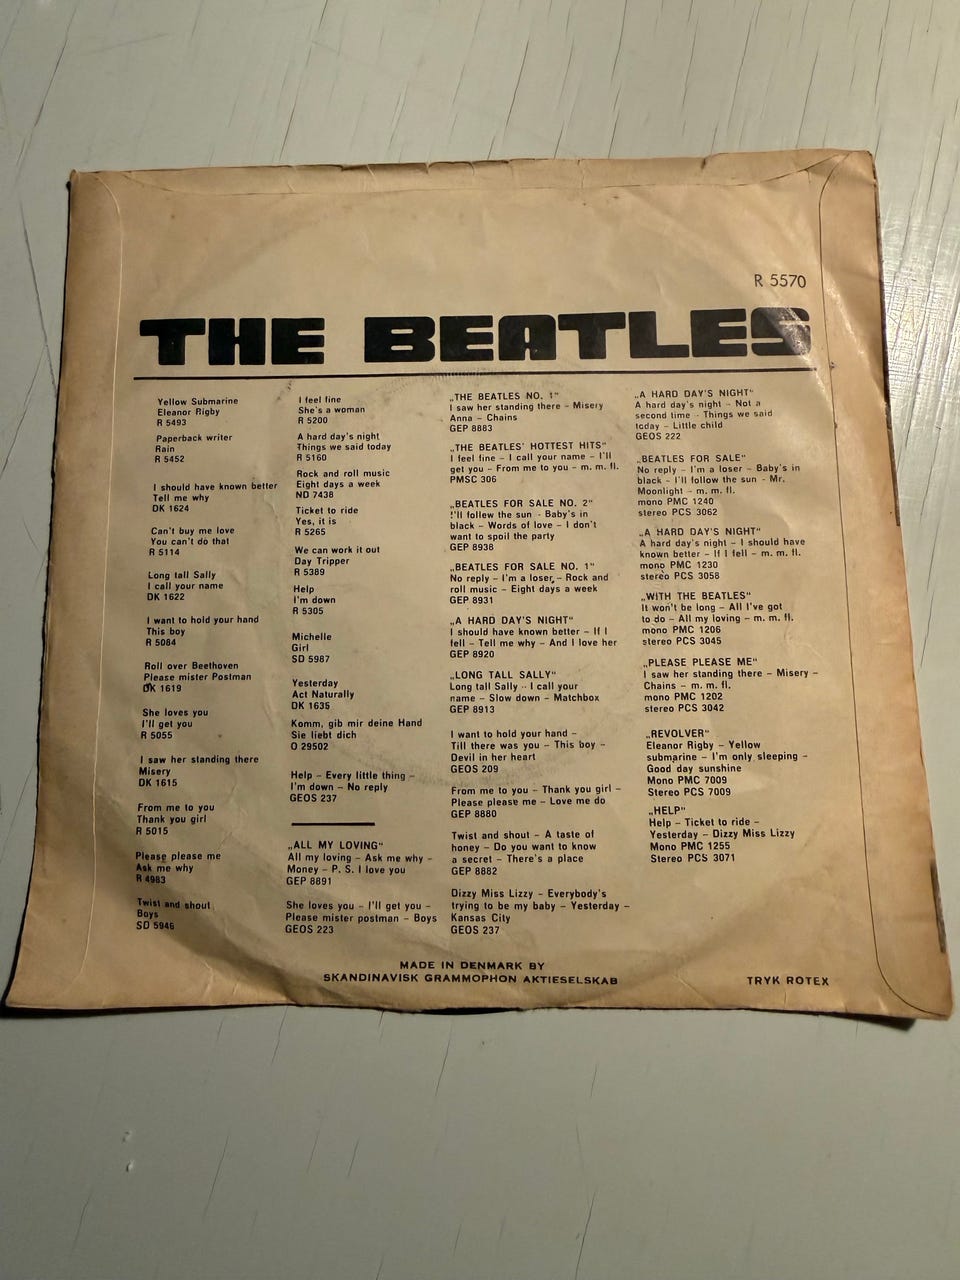 R 5570
THE BEATLES
Yellow Submarine
Eleanor Rigby
R 5493
Paperback writer
Rain
R 5452
I should have known better
Tell me why
DK 1624
Can't buy me love
You can't do that
R 5114
Long tall Sally
I call your name
DK 1622
I want to hold your hand
This boy
R 5084
Roll over Beethoven
Please mister Postman
DK 1619
She loves you
I'll get you
R 5055
I saw her standing there
Misery
DK 1615
From me to you
Thank you girl
R 5015
Please please me
Ask me why
R 4983
Twist and shout
Boys
SD 5946
I feel fine
She's a woman
R 5200
A hard day's night
Things we said today
R 5160
Rock and roll music
Eight days a week
ND 7438
Ticket to ride
Yes, it is
R 5265
We can work it out
Day Tripper
R 5389
Help
I'm down
R 5305
Michelle
Girl
SD 5987
Yesterday
Act Naturally
DK 1635
Komm, gib mir deine Hand
Sie liebt dich
O 29502
Help – Every little thing –
I'm down – No reply
GEOS 237
„ALL MY LOVING"
All my loving – Ask me why –
Money – P. S. I love you
GEP 8891
She loves you – I'll get you –
Please mister postman – Boys
GEOS 223
„THE BEATLES NO. 1"
I saw her standing there – Misery
Anna – Chains
GEP 8883
„THE BEATLES' HOTTEST HITS"
I feel fine – I call your name – I'll
get you – From me to you – m. m. fl.
PMSC 306
„BEATLES FOR SALE NO. 2"
I'll follew the sun - Baby's in
black – Words of love – I don't
want to spoil the party
GEP 8938
„BEATLES FOR SALE NO. 1"
No reply – I'm a loser – Rock and
roll music – Eight days a week
GEP 8931
„A HARD DAY'S NIGHT"
I should have known better – If I
fell – Tell me why – And I love her
GEP 8920
„LONG TALL SALLY"
Long tall Sally – I call your
name – Slow down – Matchbox
GEP 8913
I want to hold your hand –
Till there was you – This boy –
Devil in her heart
GEOS 209
From me to you – Thank you girl –
Please please me – Love me do
GEP 8880
Twist and shout – A taste of
honey – Do you want to know
a secret – There's a place
GEP 8882
Dizzy Miss Lizzy – Everybody's
trying to be my baby – Yesterday –
Kansas City
GEOS 237
„A HARD DAY'S NIGHT"
A hard day's night – Not a
second time - Things we said
today – Little child
GEOS 222
„BEATLES FOR SALE"
No reply – I'm a loser – Baby's in
black – I'll follow the sun - Mr.
Moonlight – m. m. fl.
mono PMC 1240
stereo PCS 3062
„A HARD DAY'S NIGHT"
A hard day's night – I should have
known better – If I fell – m. m. fl.
mono PMC 1230
stereo PCS 3058
„WITH THE BEATLES"
It won't be long – All I've got
to do – All my loving – m. m. fl.
mono PMC 1206
stereo PCS 3045
„PLEASE PLEASE ME"
I saw her standing there – Misery –
Chains – m. m. fl.
mono PMC 1202
stereo PCS 3042
„REVOLVER"
Eleanor Rigby – Yellow
submarine – I'm only sleeping –
Good day sunshine
Mono PMC 7009
Stereo PCS 7009
„HELP"
Help – Ticket to ride –
Yesterday – Dizzy Miss Lizzy
Mono PMC 1255
Stereo PCS 3071
MADE IN DENMARK BY
SKANDINAVISK GRAMMOPHON AKTIESELSKAB
TRYK ROTEX